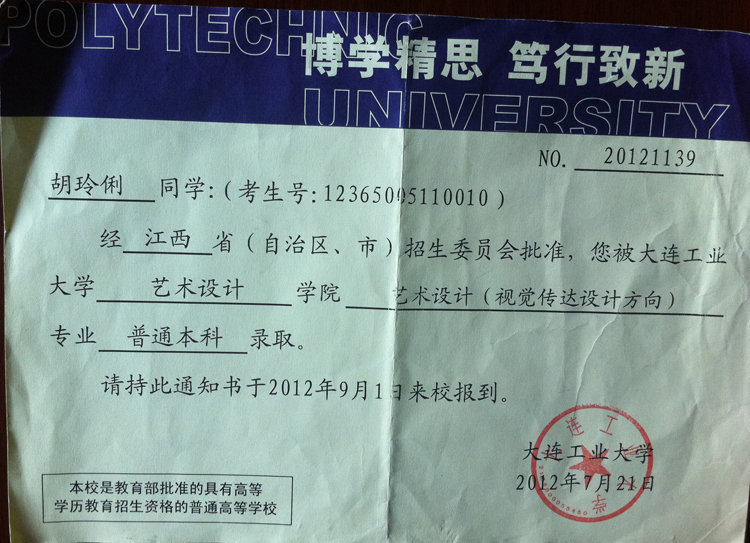 POLYTECHNIC
博学精思 笃行致新
UNIVERSITY
NO. 20121139
胡玲俐 同学:(考生号:12365005110010)
经 江西 省(自治区、市)招生委员会批准，您被大连工业
大学 艺术设计 学院 艺术设计(视觉传达设计方向)
专业 普通本科 录取。
请持此通知书于2012年9月1日来校报到。
大连工业大学
2012年7月21日
本校是教育部批准的具有高等
学历教育招生资格的普通高等学校
大连工业大学